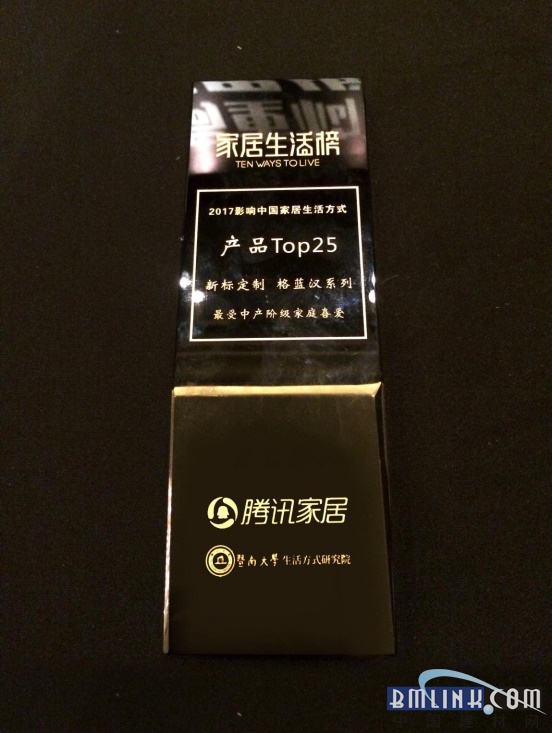 家居生活榜
TEN WAYS TO LIVE
2017影响中国家居生活方式
产品Top25
新标定制 格蓝汉系列
最受中产阶级家庭喜爱
腾讯家居
暨南大学 生活方式研究院
BMLINK.COM